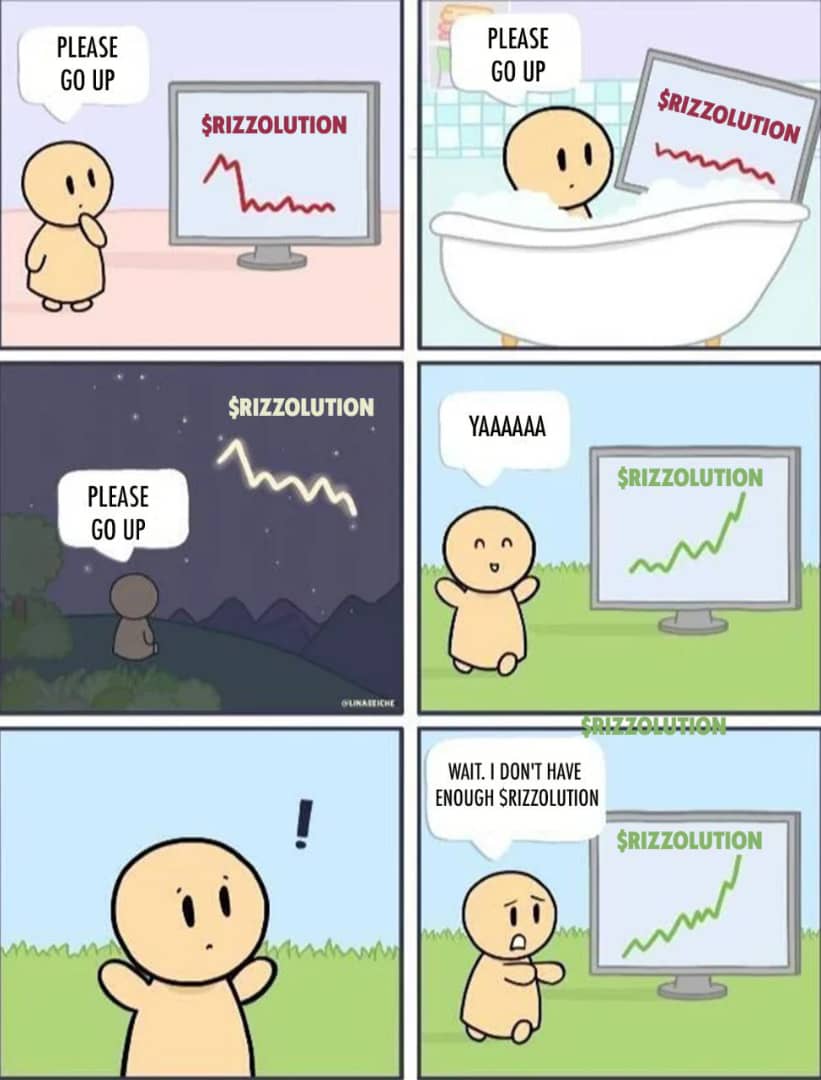 PLEASE
GO UP
$RIZZOLUTION
PLEASE
GO UP
$RIZZOLUTION
$RIZZOLUTION
PLEASE
GO UP
@LINASEICHE
YAAAAAA
$RIZZOLUTION
!
$RIZZOLUTION
WAIT. I DON'T HAVE
ENOUGH $RIZZOLUTION
$RIZZOLUTION